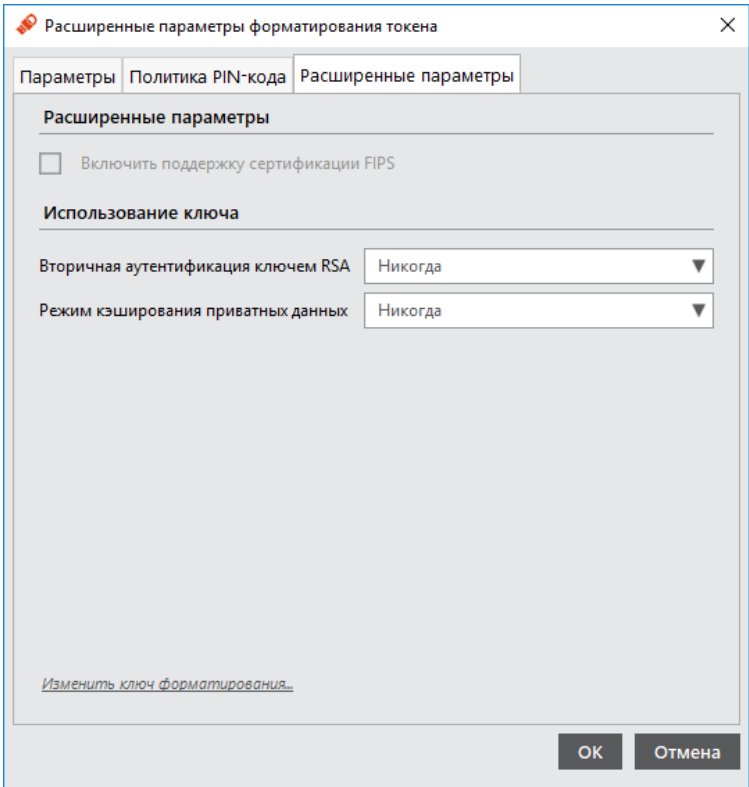 Расширенные параметры форматирования токена
Параметры Политика PIN-кода Расширенные параметры
Расширенные параметры
Включить поддержку сертификации FIPS
Использование ключа
Вторичная аутентификация ключем RSA Никогда
Режим кэширования приватных данных Никогда
Изменить ключ форматирования...
ОК Отмена